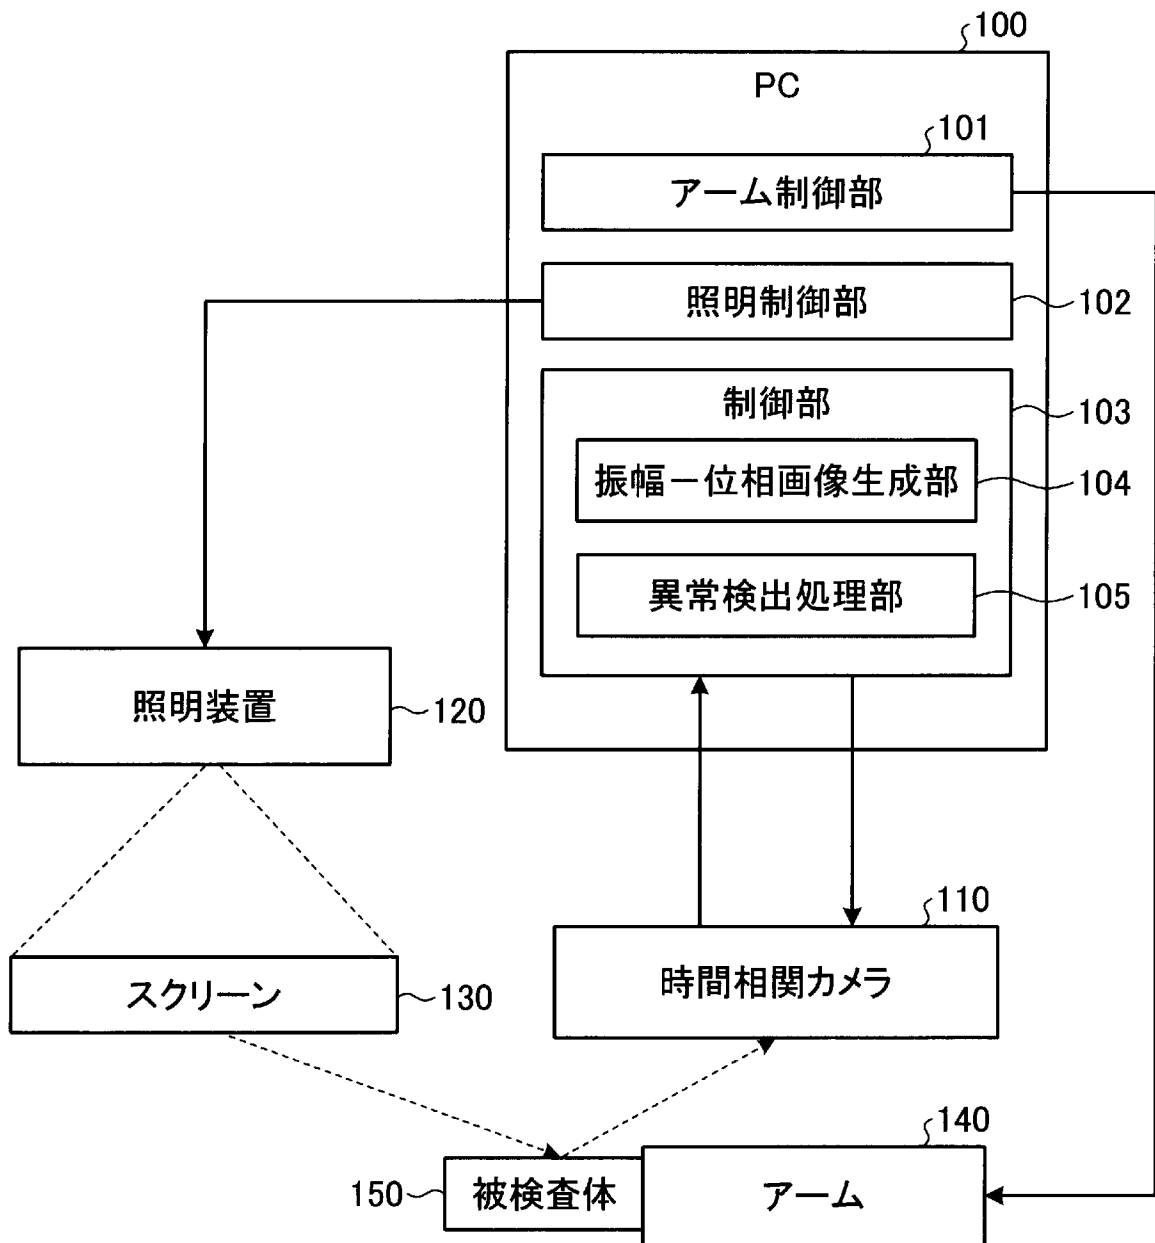 100
PC
101
アーム制御部
照明制御部
102
制御部
103
振幅－位相画像生成部
104
異常検出処理部
105
照明装置
120
110
時間相関カメラ
スクリーン
130
140
150
被検査体
アーム